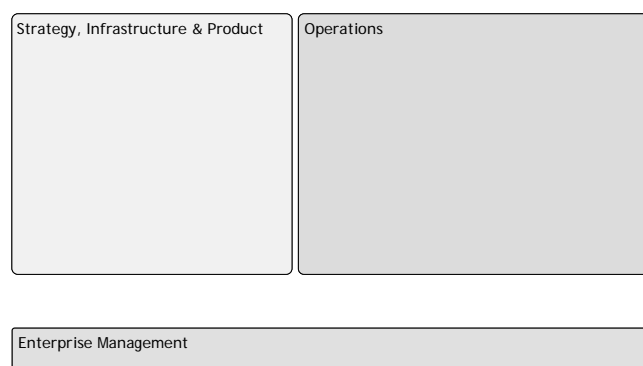 Strategy, Infrastructure & Product
Operations
Enterprise Management